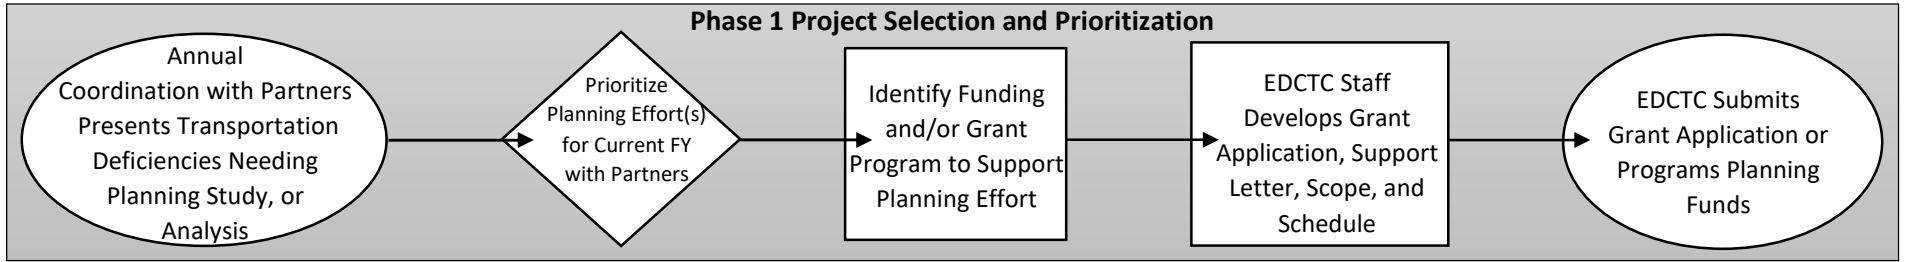 Phase 1 Project Selection and Prioritization
Annual
Coordination with Partners
Presents Transportation
Deficiencies Needing
Planning Study, or
Analysis
Prioritize
Planning Effort(s)
for Current FY
with Partners
Identify Funding
and/or Grant
Program to Support
Planning Effort
EDCTC Staff
Develops Grant
Application, Support
Letter, Scope, and
Schedule
EDCTC Submits
Grant Application or
Programs Planning
Funds